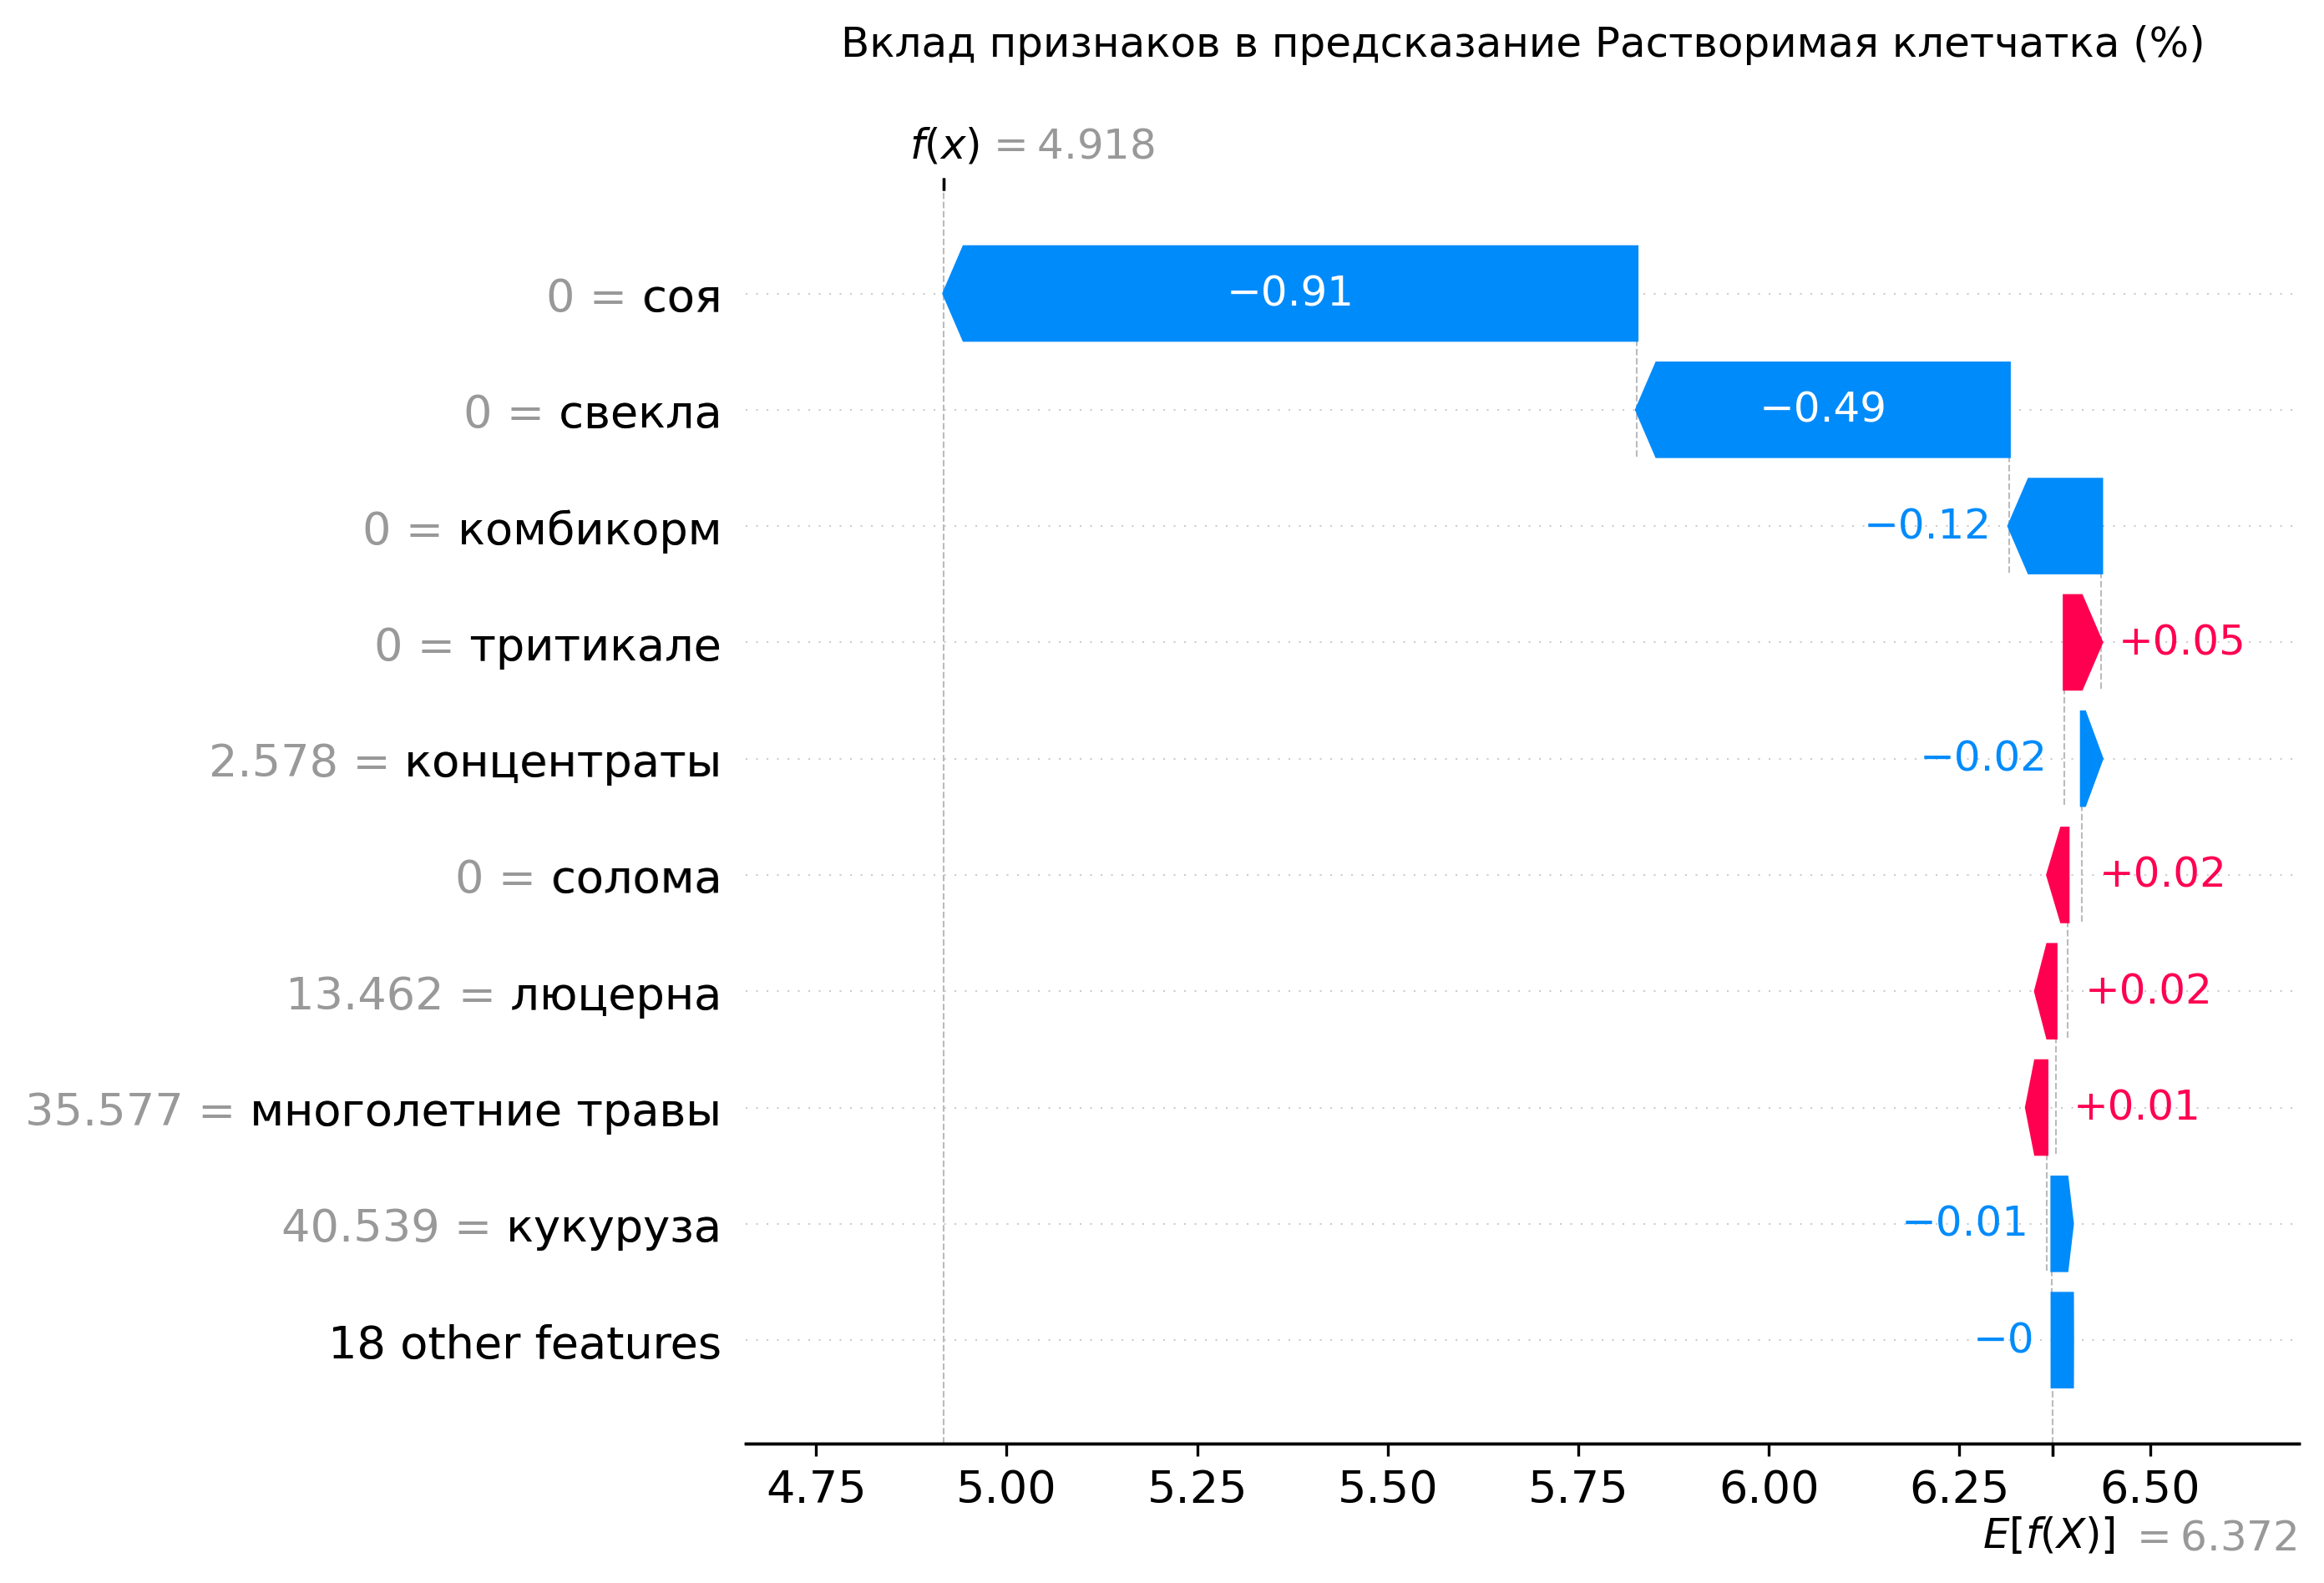 Вклад признаков в предсказание Растворимая клетчатка (%)
f(x) = 4.918
0 = соя −0.91
0 = свекла −0.49
0 = комбикорм −0.12
0 = тритикале +0.05
2.578 = концентраты −0.02
0 = солома +0.02
13.462 = люцерна +0.02
35.577 = многолетние травы +0.01
40.539 = кукуруза −0.01
18 other features −0
4.75 5.00 5.25 5.50 5.75 6.00 6.25 6.50
E[f(X)] = 6.372